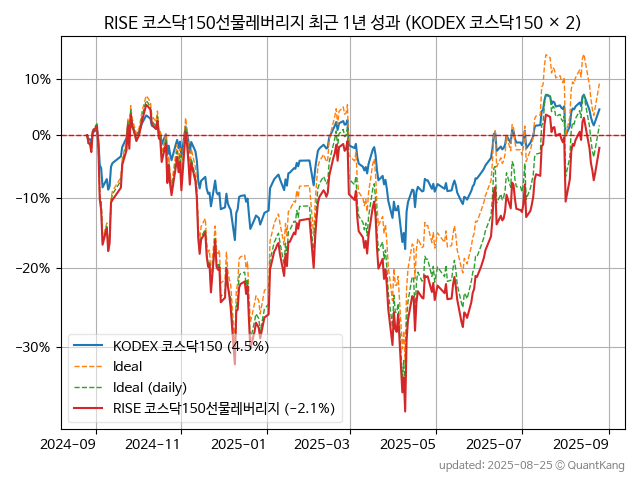 RISE 코스닥150선물레버리지 최근 1년 성과 (KODEX 코스닥150 × 2)
10%
0%
−10%
−20%
−30%
KODEX 코스닥150 (4.5%)
Ideal
Ideal (daily)
RISE 코스닥150선물레버리지 (−2.1%)
2024-09 2024-11 2025-01 2025-03 2025-05 2025-07 2025-09
updated: 2025-08-25 © QuantKang